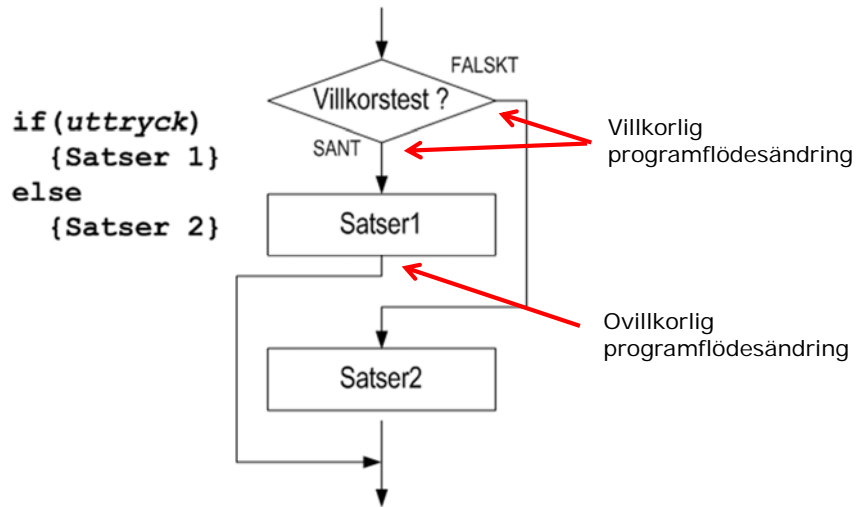 if(uttryck)
{Satser 1}
else
{Satser 2}
FALSKT
Villkorstest ?
SANT
Satser1
Satser2
Villkorlig
programflödesändring
Ovillkorlig
programflödesändring